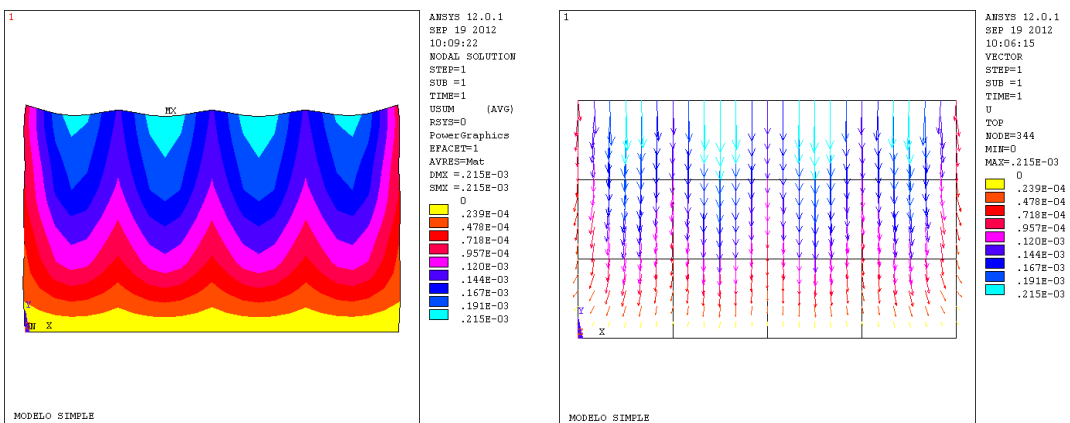 1
ANSYS 12.0.1
SEP 19 2012
10:09:22
NODAL SOLUTION
STEP=1
SUB =1
TIME=1
USUM (AVG)
RSYS=0
PowerGraphics
EFACET=1
AVRES=Mat
DMX =.215E-03
SMX =.215E-03
0
.239E-04
.478E-04
.718E-04
.957E-04
.120E-03
.144E-03
.167E-03
.191E-03
.215E-03
MX
Y
X
MODELO SIMPLE
1
ANSYS 12.0.1
SEP 19 2012
10:06:15
VECTOR
STEP=1
SUB =1
TIME=1
U
TOP
NODE=344
MIN=0
MAX=.215E-03
0
.239E-04
.478E-04
.718E-04
.957E-04
.120E-03
.144E-03
.167E-03
.191E-03
.215E-03
Y
X
MODELO SIMPLE